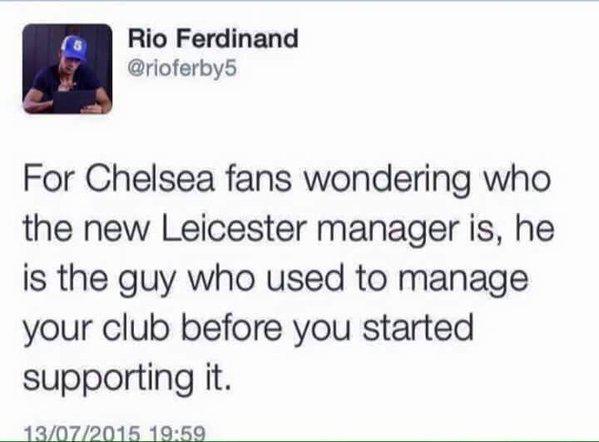 Rio Ferdinand
@rioferby5
For Chelsea fans wondering who
the new Leicester manager is, he
is the guy who used to manage
your club before you started
supporting it.
13/07/2015 19:59